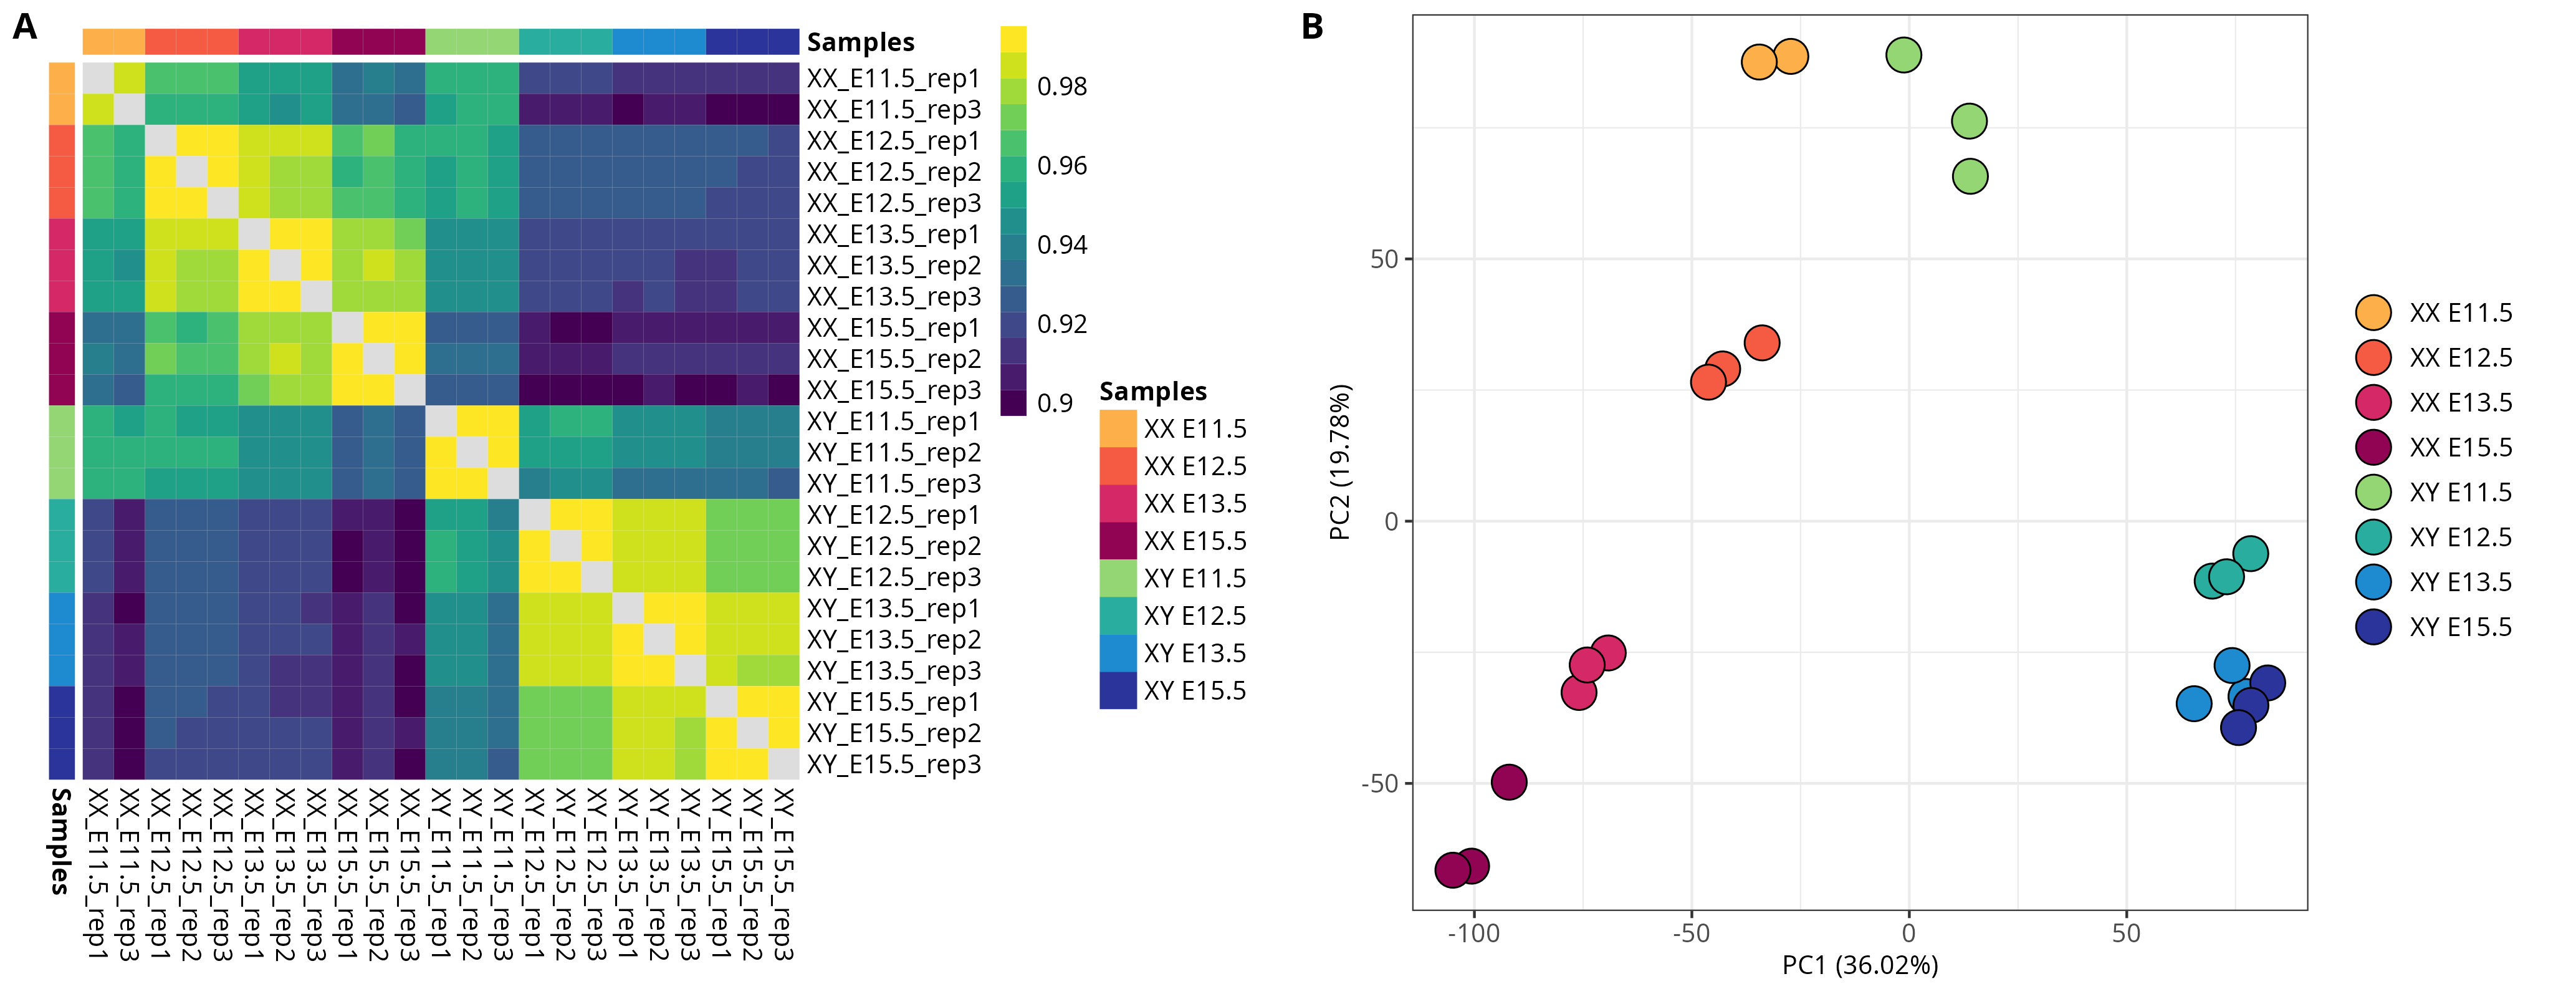 A
Samples
XX_E11.5_rep1
XX_E11.5_rep3
XX_E12.5_rep1
XX_E12.5_rep2
XX_E12.5_rep3
XX_E13.5_rep1
XX_E13.5_rep2
XX_E13.5_rep3
XX_E15.5_rep1
XX_E15.5_rep2
XX_E15.5_rep3
XY_E11.5_rep1
XY_E11.5_rep2
XY_E11.5_rep3
XY_E12.5_rep1
XY_E12.5_rep2
XY_E12.5_rep3
XY_E13.5_rep1
XY_E13.5_rep2
XY_E13.5_rep3
XY_E15.5_rep1
XY_E15.5_rep2
XY_E15.5_rep3
Samples
XX_E11.5_rep1
XX_E11.5_rep3
XX_E12.5_rep1
XX_E12.5_rep2
XX_E12.5_rep3
XX_E13.5_rep1
XX_E13.5_rep2
XX_E13.5_rep3
XX_E15.5_rep1
XX_E15.5_rep2
XX_E15.5_rep3
XY_E11.5_rep1
XY_E11.5_rep2
XY_E11.5_rep3
XY_E12.5_rep1
XY_E12.5_rep2
XY_E12.5_rep3
XY_E13.5_rep1
XY_E13.5_rep2
XY_E13.5_rep3
XY_E15.5_rep1
XY_E15.5_rep2
XY_E15.5_rep3
0.98
0.96
0.94
0.92
0.9
Samples
XX E11.5
XX E12.5
XX E13.5
XX E15.5
XY E11.5
XY E12.5
XY E13.5
XY E15.5
B
PC2 (19.78%)
50
0
-50
-100
-50
0
50
PC1 (36.02%)
XX E11.5
XX E12.5
XX E13.5
XX E15.5
XY E11.5
XY E12.5
XY E13.5
XY E15.5